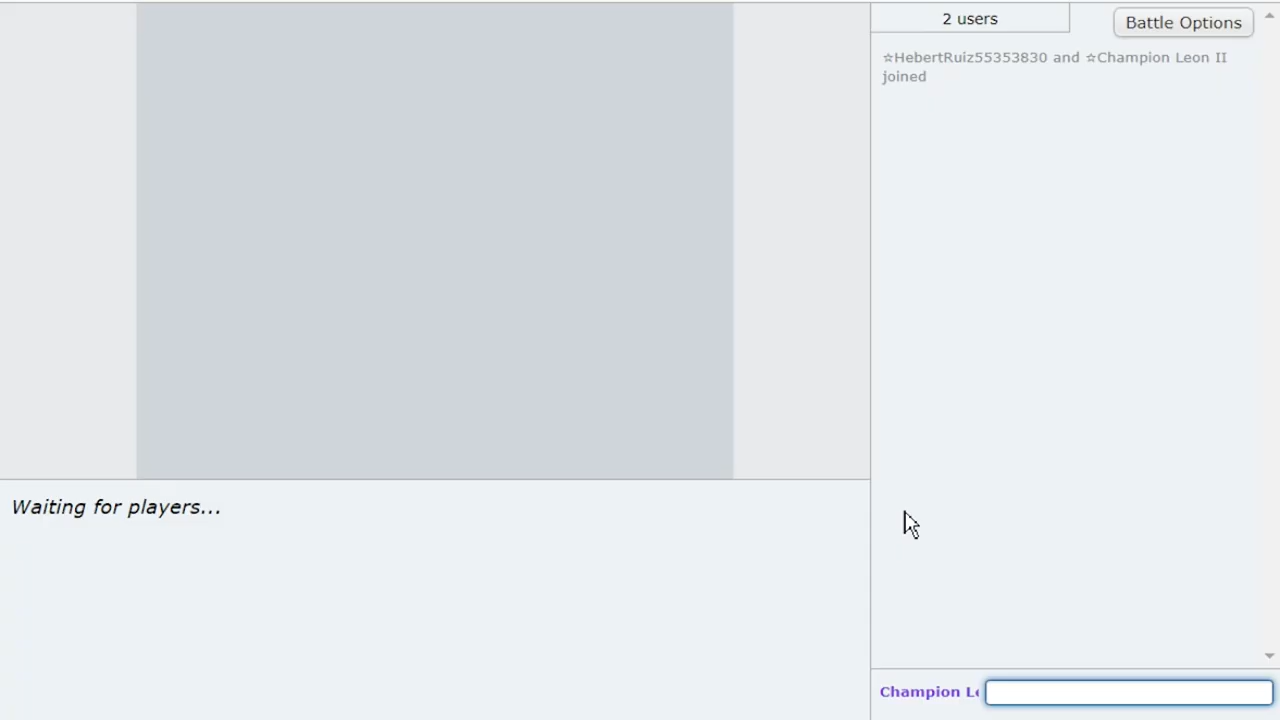 2 users
Battle Options
☆HebertRuiz55353830 and ☆Champion Leon II
joined
Waiting for players...
Champion Le